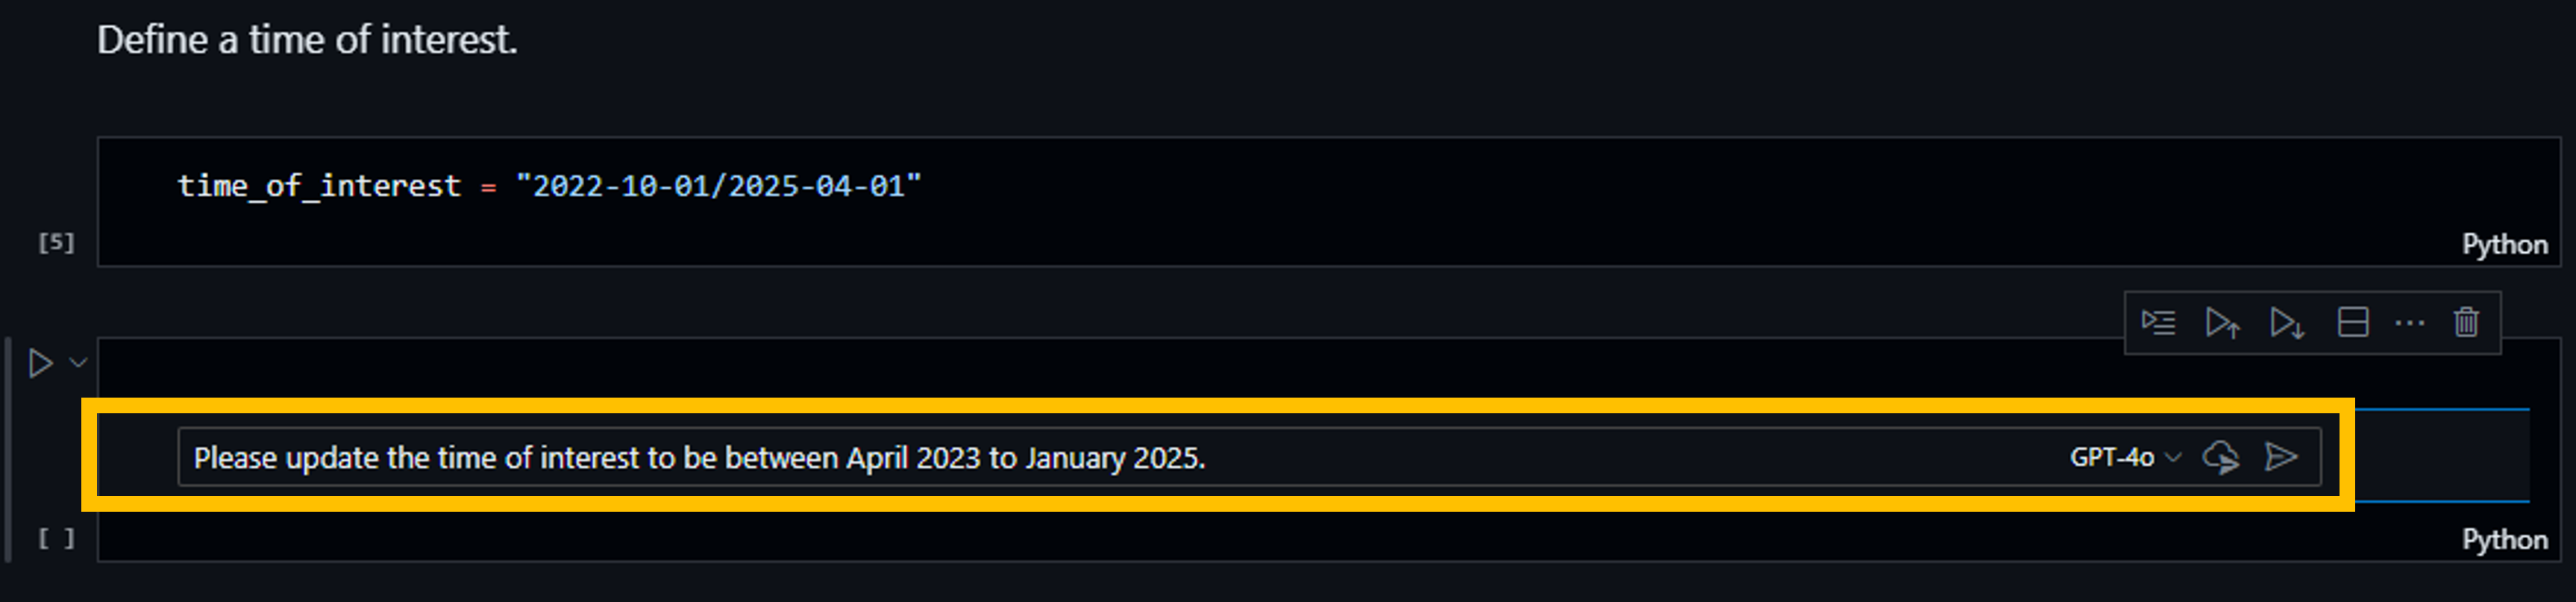 Define a time of interest.
time_of_interest = "2022-10-01/2025-04-01"
[5]
Python
Please update the time of interest to be between April 2023 to January 2025.
GPT-4o
[ ]
Python